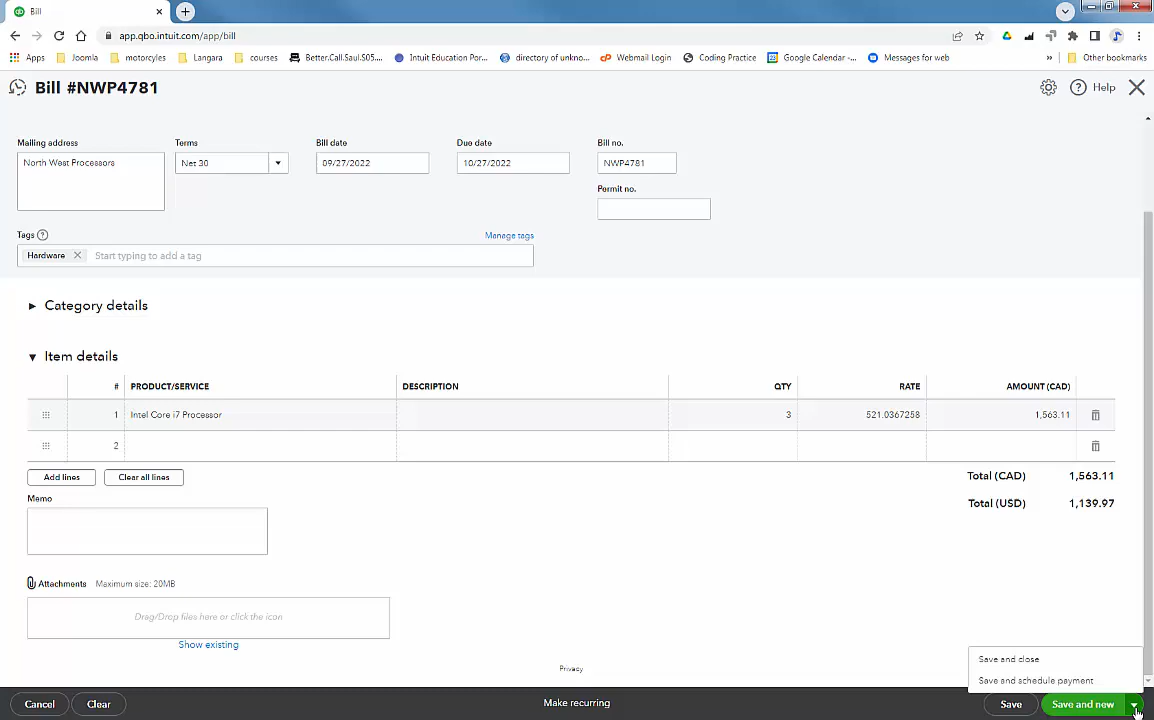 Bill
app.qbo.intuit.com/app/bill
Apps Joomla motorcyles Langara courses Better.Call.Saul.S05.... Intuit Education Por... directory of unkno... Webmail Login Coding Practice Google Calendar -... Messages for web » Other bookmarks
Bill #NWP4781
Help
Mailing address Terms Bill date Due date Bill no.
North West Processors Net 30 09/27/2022 10/27/2022 NWP4781
Permit no.
Tags Manage tags
Hardware Start typing to add a tag
Category details
Item details
# PRODUCT/SERVICE DESCRIPTION QTY RATE AMOUNT (CAD)
1 Intel Core i7 Processor 3 521.0367258 1,563.11
2
Add lines Clear all lines Total (CAD) 1,563.11
Memo
Total (USD) 1,139.97
Attachments Maximum size: 20MB
Drag/Drop files here or click the icon
Show existing
Privacy
Save and close
Save and schedule payment
Cancel Clear Make recurring Save Save and new